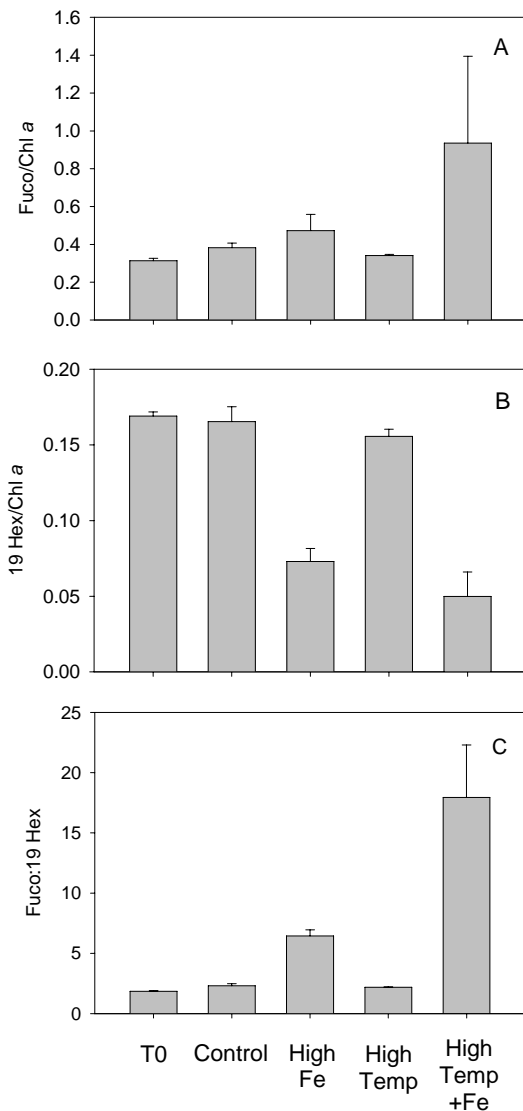 1.6
1.4
1.2
1.0
0.8
0.6
0.4
0.2
0.0
Fuco/Chl a
A
0.20
0.15
0.10
0.05
0.00
19 Hex/Chl a
B
25
20
15
10
5
0
Fuco:19 Hex
C
T0
Control
High
Fe
High
Temp
High
Temp
+Fe